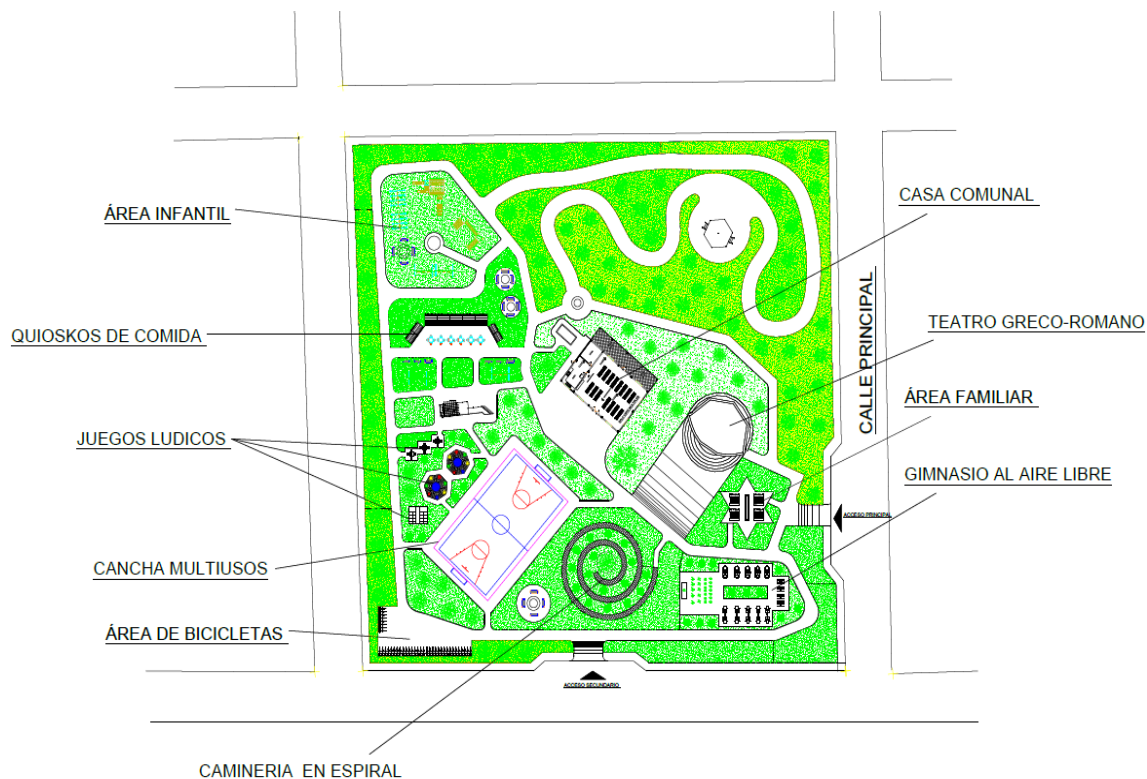 CASA COMUNAL
ÁREA INFANTIL
TEATRO GRECO-ROMANO
QUIOSKOS DE COMIDA
CALLE PRINCIPAL
ÁREA FAMILIAR
JUEGOS LUDICOS
GIMNASIO AL AIRE LIBRE
ACCESO PRINCIPAL
CANCHA MULTIUSOS
ÁREA DE BICICLETAS
ACCESO SECUNDARIO
CAMINERIA EN ESPIRAL